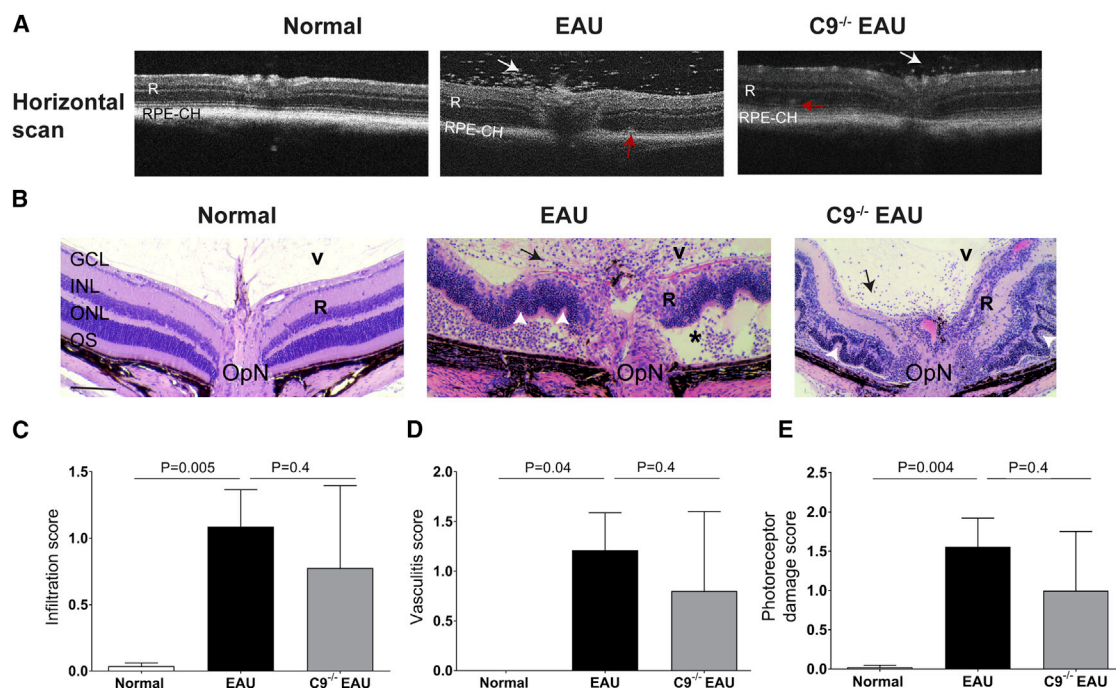 A
Normal
EAU
C9-/- EAU
Horizontal
scan
R
RPE-CH
R
RPE-CH
R
RPE-CH
B
Normal
EAU
C9-/- EAU
GCL
INL
ONL
OS
V
R
OpN
V
R
*
OpN
V
R
OpN
C
D
E
P=0.005
P=0.4
Infiltration score
1.5
1.0
0.5
0.0
Normal
EAU
C9-/- EAU
P=0.04
P=0.4
Vasculitis score
2.0
1.5
1.0
0.5
0.0
Normal
EAU
C9-/- EAU
P=0.004
P=0.4
Photoreceptor
damage score
2.5
2.0
1.5
1.0
0.5
0.0
Normal
EAU
C9-/- EAU